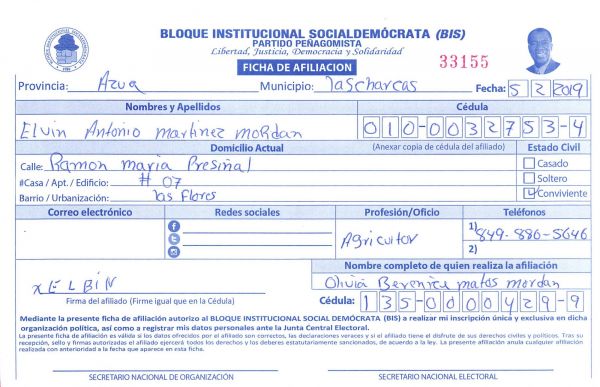 BLOQUE INSTITUCIONAL SOCIALDEMÓCRATA (BIS)
PARTIDO PEÑAGOMISTA
Libertad, Justicia, Democracia y Solidaridad
FICHA DE AFILIACION
33155
Provincia: Azua Municipio: Lascharcas Fecha: 5 2 2019
Nombres y Apellidos Cédula
Elvin Antonio martinez mordan 010-0032753-4
Domicilio Actual (Anexar copia de cédula del afiliado) Estado Civil
Calle: Ramon maria Presiñal Casado
#Casa / Apt. / Edificio: # 07 Soltero
Barrio / Urbanización: las Flores Conviviente
Correo electrónico Redes sociales Profesión/Oficio Teléfonos
Agricultor 1) 849-886-5646
2)
Nombre completo de quien realiza la afiliación
XELBIN Olivia Berenice matos mordan
Firma del afiliado (Firme igual que en la Cédula) Cédula: 135-0000429-9
Mediante la presente ficha de afiliación autorizo al BLOQUE INSTITUCIONAL SOCIAL DEMÓCRATA (BIS) a realizar mi inscripción única y exclusiva en dicha
organización política, así como a registrar mis datos personales ante la Junta Central Electoral.
La presente ficha de afiliación es válida si los datos ofrecidos por el afiliado son correctos, las declaraciones veraces y si el afiliado tiene el disfrute de sus derechos civiles y políticos. Tras su
recepción, sello y firmas autorizadas el afiliado ejercerá todos los derechos y los deberes estatutariamente sancionados, de acuerdo a la ley. La presente afiliación anula cualquier afiliación
realizada con anterioridad a la fecha que aparece en esta ficha.
SECRETARIO NACIONAL DE ORGANIZACIÓN SECRETARIO NACIONAL ELECTORAL